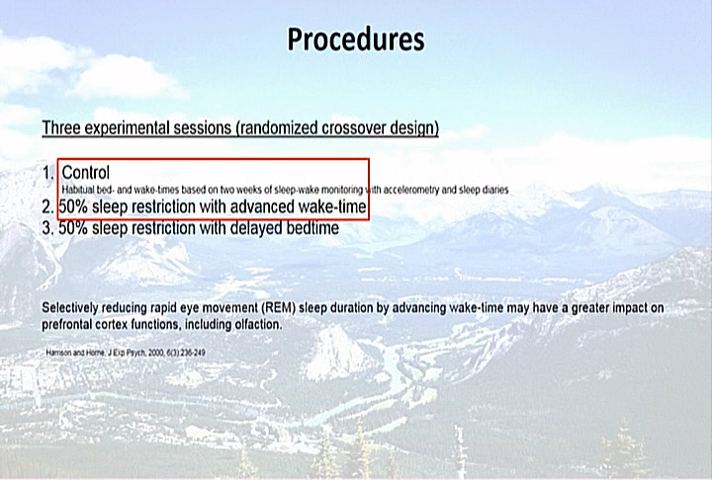 Procedures
Three experimental sessions (randomized crossover design)
1. Control
Habitual bed- and wake-times based on two weeks of sleep-wake monitoring with accelerometry and sleep diaries
2. 50% sleep restriction with advanced wake-time
3. 50% sleep restriction with delayed bedtime
Selectively reducing rapid eye movement (REM) sleep duration by advancing wake-time may have a greater impact on
prefrontal cortex functions, including olfaction.
Harrison and Horne. J Exp Psych, 2000, 6(3):236-249